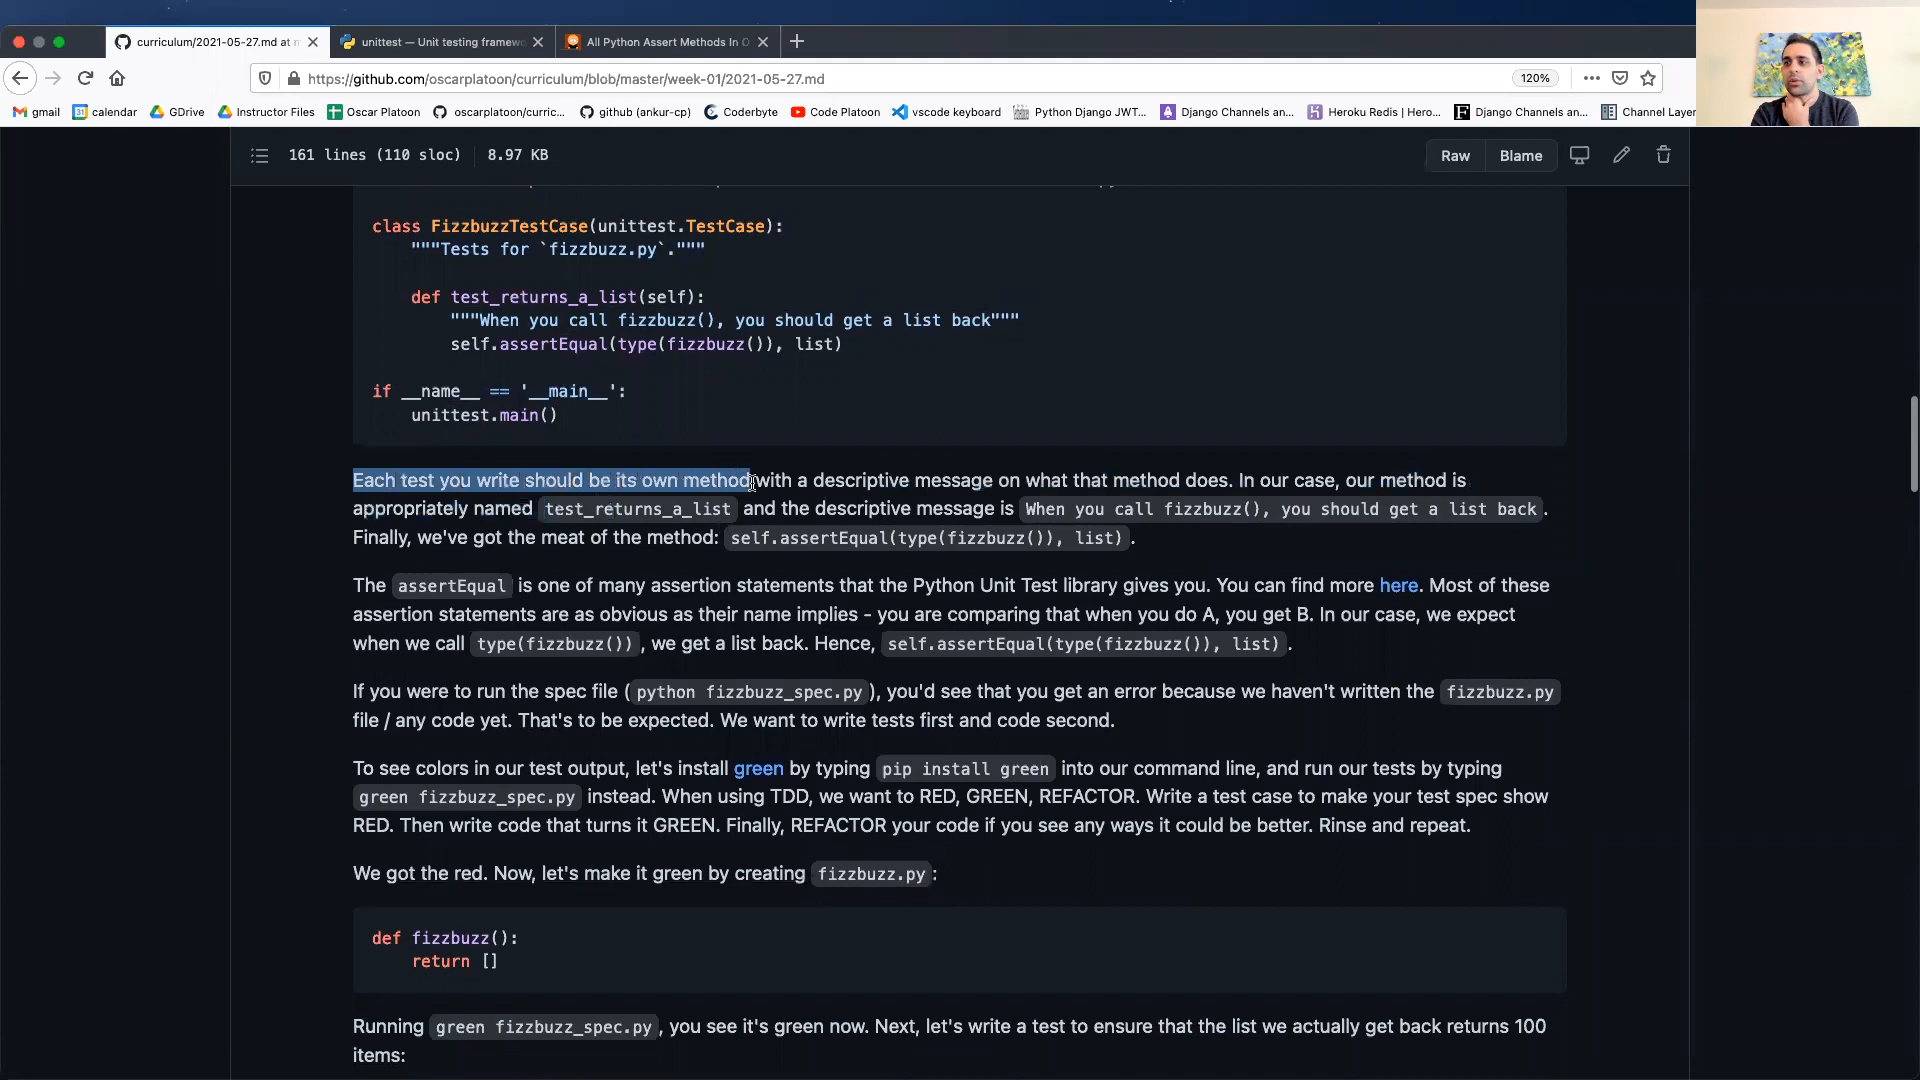 curriculum/2021-05-27.md at m
unittest — Unit testing framewo
All Python Assert Methods In O
https://github.com/oscarplatoon/curriculum/blob/master/week-01/2021-05-27.md
120%
gmail
calendar
GDrive
Instructor Files
Oscar Platoon
oscarplatoon/curric...
github (ankur-cp)
Coderbyte
Code Platoon
vscode keyboard
Python Django JWT...
Django Channels an...
Heroku Redis | Hero...
Django Channels an...
Channel Layer
161 lines (110 sloc)
8.97 KB
Raw
Blame
class FizzbuzzTestCase(unittest.TestCase):
"""Tests for `fizzbuzz.py`."""
def test_returns_a_list(self):
"""When you call fizzbuzz(), you should get a list back"""
self.assertEqual(type(fizzbuzz()), list)
if __name__ == '__main__':
unittest.main()
Each test you write should be its own method with a descriptive message on what that method does. In our case, our method is
appropriately named test_returns_a_list and the descriptive message is When you call fizzbuzz(), you should get a list back .
Finally, we've got the meat of the method: self.assertEqual(type(fizzbuzz()), list) .
The assertEqual is one of many assertion statements that the Python Unit Test library gives you. You can find more here. Most of these
assertion statements are as obvious as their name implies - you are comparing that when you do A, you get B. In our case, we expect
when we call type(fizzbuzz()) , we get a list back. Hence, self.assertEqual(type(fizzbuzz()), list) .
If you were to run the spec file ( python fizzbuzz_spec.py ), you'd see that you get an error because we haven't written the fizzbuzz.py
file / any code yet. That's to be expected. We want to write tests first and code second.
To see colors in our test output, let's install green by typing pip install green into our command line, and run our tests by typing
green fizzbuzz_spec.py instead. When using TDD, we want to RED, GREEN, REFACTOR. Write a test case to make your test spec show
RED. Then write code that turns it GREEN. Finally, REFACTOR your code if you see any ways it could be better. Rinse and repeat.
We got the red. Now, let's make it green by creating fizzbuzz.py :
def fizzbuzz():
return []
Running green fizzbuzz_spec.py , you see it's green now. Next, let's write a test to ensure that the list we actually get back returns 100
items: